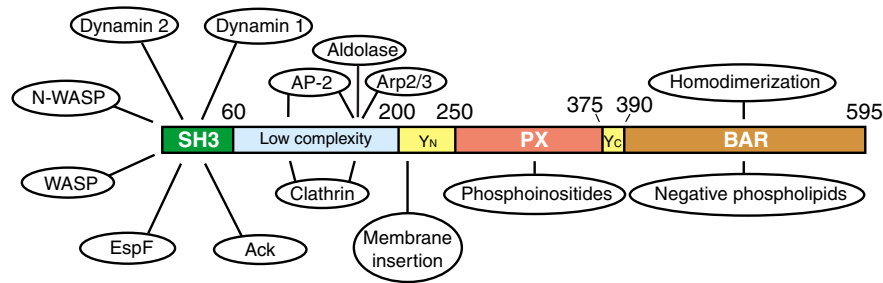 Dynamin 2
Dynamin 1
Aldolase
AP-2
Arp2/3
Homodimerization
N-WASP
60
200
250
375
390
595
SH3
Low complexity
YN
PX
YC
BAR
WASP
Clathrin
Phosphoinositides
Negative phospholipids
EspF
Ack
Membrane
insertion